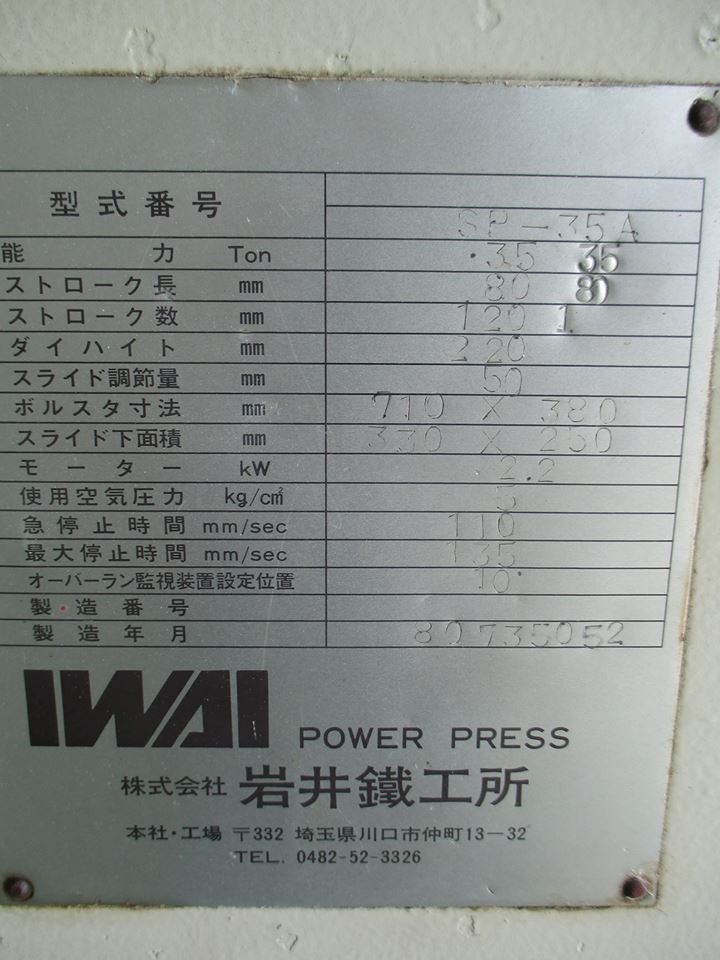 型式番号 SP-35A
能力 Ton .35 35
ストローク長 mm 80 80
ストローク数 mm 120 1
ダイハイト mm 220
スライド調節量 mm 50
ボルスタ寸法 mm 710 X 380
スライド下面積 mm 330 X 250
モーター kW 2.2
使用空気圧力 kg/cm² 5
急停止時間 mm/sec 110
最大停止時間 mm/sec 135
オーバーラン監視装置設定位置 10°
製造番号
製造年月 80735052
IWAI POWER PRESS
株式会社 岩井鐵工所
本社・工場 〒332 埼玉県川口市仲町13-32
TEL. 0482-52-3326